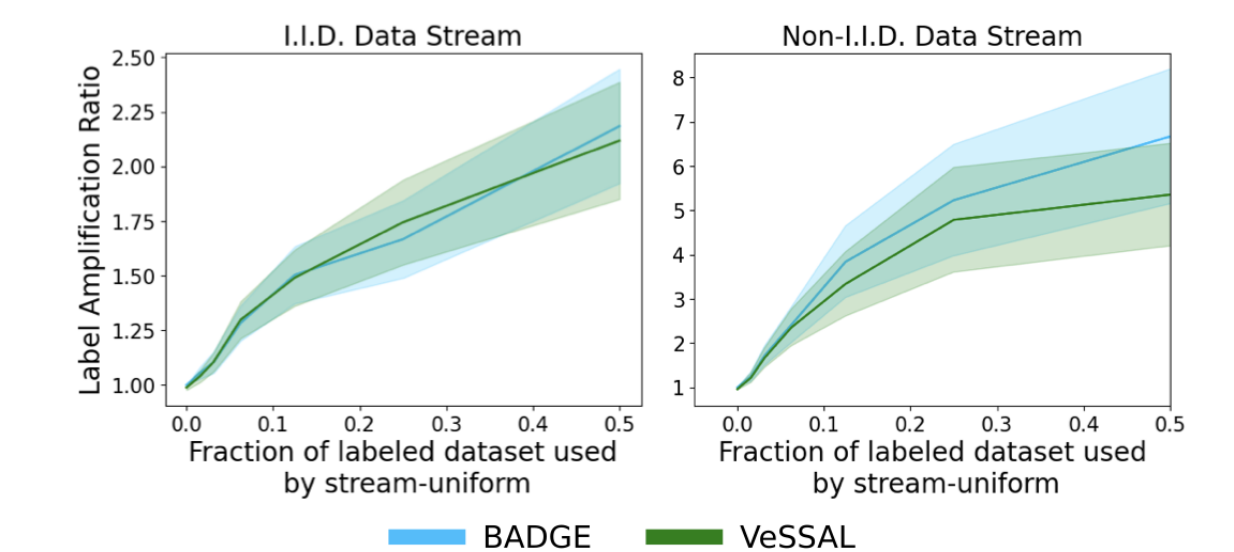 I.I.D. Data Stream
Label Amplification Ratio
2.50
2.25
2.00
1.75
1.50
1.25
1.00
0.0 0.1 0.2 0.3 0.4 0.5
Fraction of labeled dataset used
by stream-uniform
Non-I.I.D. Data Stream
8
7
6
5
4
3
2
1
0.0 0.1 0.2 0.3 0.4 0.5
Fraction of labeled dataset used
by stream-uniform
BADGE VeSSAL